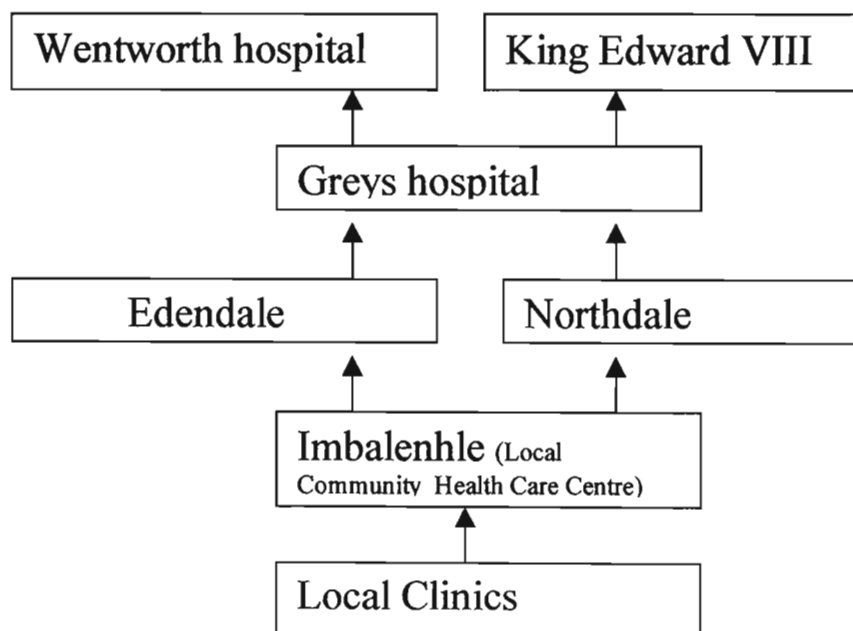 Wentworth hospital
King Edward VIII
Greys hospital
Edendale
Northdale
Imbalenhle (Local
Community Health Care Centre)
Local Clinics